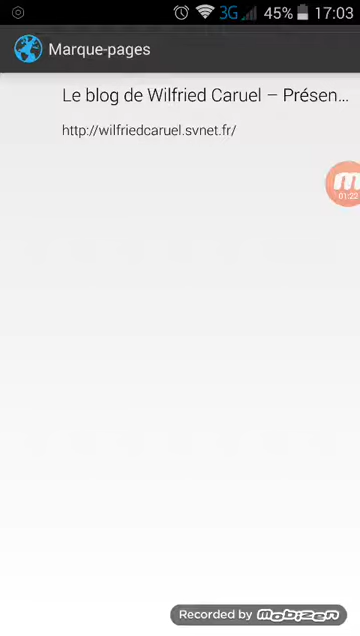 3G 45% 17:03
Marque-pages
Le blog de Wilfried Caruel – Présen...
http://wilfriedcaruel.svnet.fr/
01:22
Recorded by mobizen